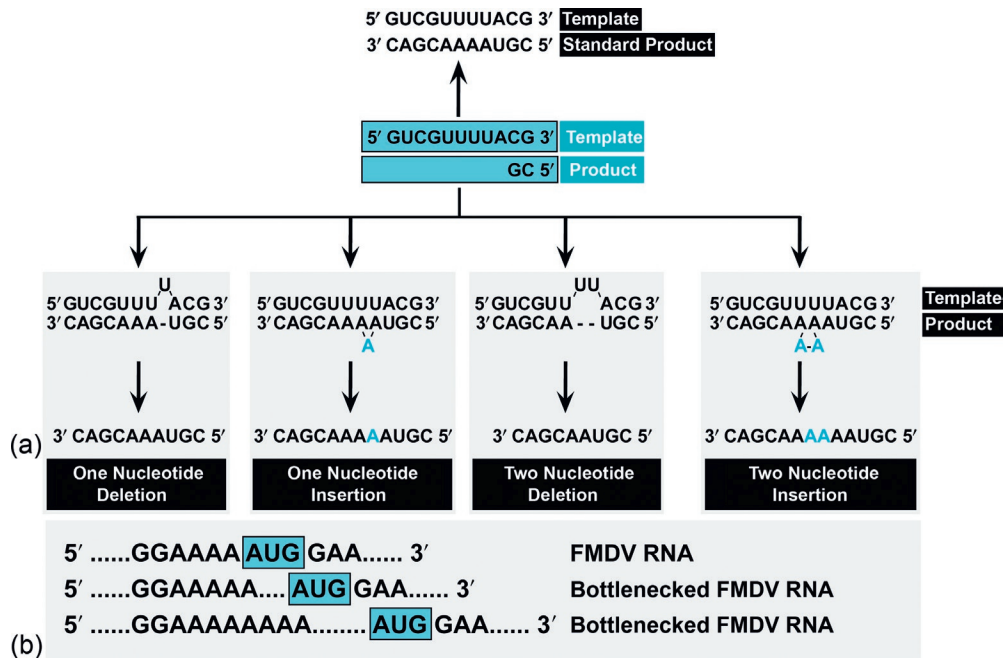 5′ GUCGUUUUACG 3′ Template
3′ CAGCAAAAUGC 5′ Standard Product
5′ GUCGUUUUACG 3′ Template
GC 5′ Product
U
5′GUCGUUU ACG 3′
3′CAGCAAA-UGC 5′
3′ CAGCAAAUGC 5′
One Nucleotide
Deletion
5′GUCGUUUUACG3′
3′CAGCAAAAUGC 5′
A
3′ CAGCAAAAAUGC 5′
One Nucleotide
Insertion
UU
5′GUCGUU ACG 3′
3′CAGCAA--UGC 5′
3′ CAGCAAUGC 5′
Two Nucleotide
Deletion
5′GUCGUUUUACG 3′
3′CAGCAAAAUGC 5′
A-A
3′ CAGCAAAAAAUGC 5′
Two Nucleotide
Insertion
Template
Product
(a)
5′ ......GGAAAA AUG GAA...... 3′ FMDV RNA
5′ ......GGAAAAA.... AUG GAA...... 3′ Bottlenecked FMDV RNA
5′ ......GGAAAAAAAA........ AUG GAA...... 3′ Bottlenecked FMDV RNA
(b)